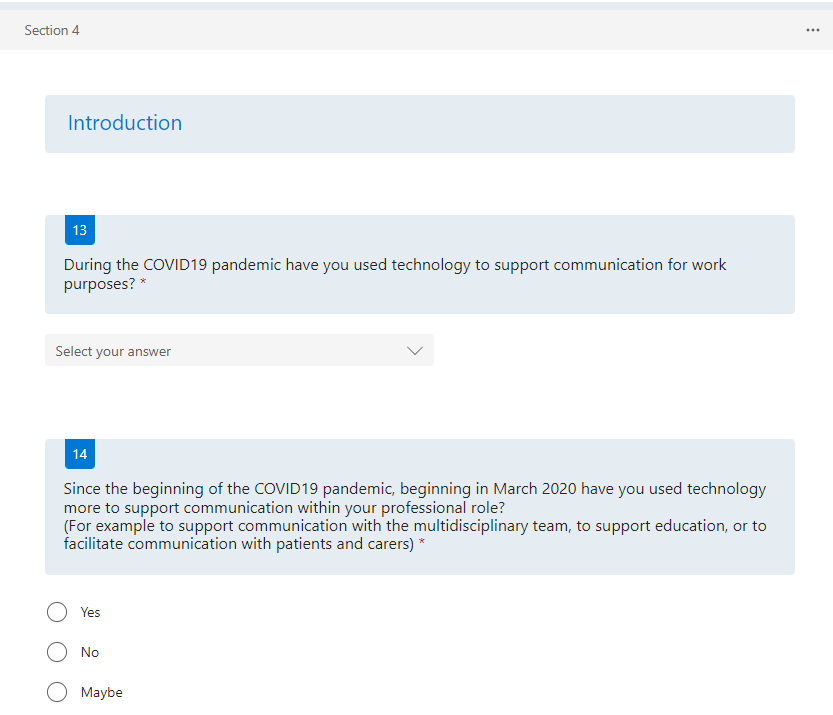 Section 4
...
Introduction
13
During the COVID19 pandemic have you used technology to support communication for work
purposes? *
Select your answer
14
Since the beginning of the COVID19 pandemic, beginning in March 2020 have you used technology
more to support communication within your professional role?
(For example to support communication with the multidisciplinary team, to support education, or to
facilitate communication with patients and carers) *
Yes
No
Maybe